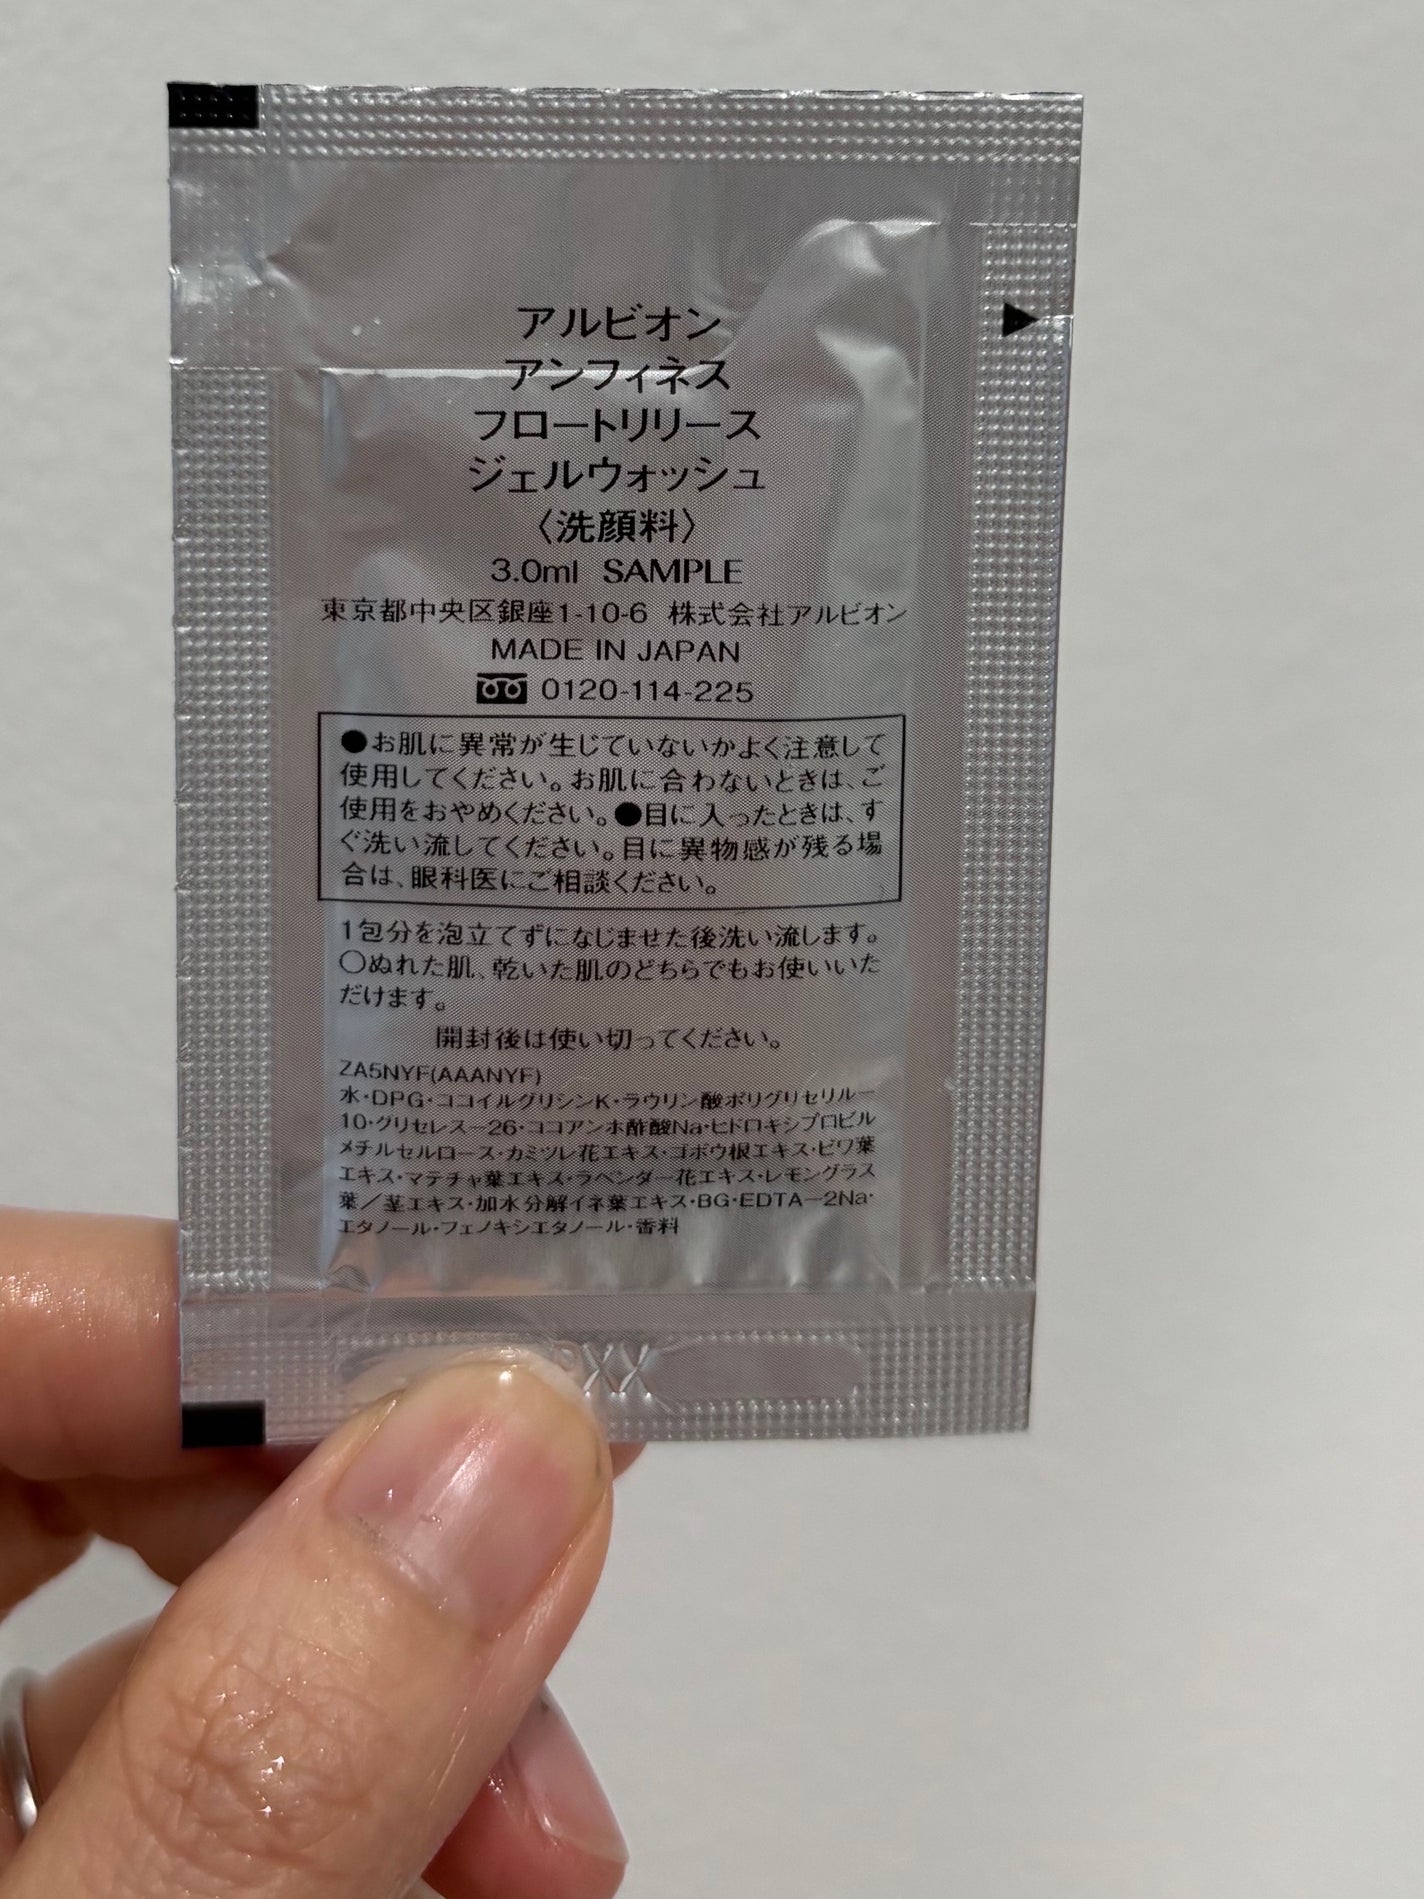 アルビオン
アンフィネス
フロートリリース
ジェルウォッシュ
〈洗顔料〉
3.0ml SAMPLE
東京都中央区銀座1-10-6 株式会社アルビオン
MADE IN JAPAN
0120-114-225
●お肌に異常が生じていないかよく注意して
使用してください。お肌に合わないときは、ご
使用をおやめください。●目に入ったときは、す
ぐ洗い流してください。目に異物感が残る場
合は、眼科医にご相談ください。
1包分を泡立てずになじませた後洗い流します。
○ぬれた肌、乾いた肌のどちらでもお使いいた
だけます。
開封後は使い切ってください。
ZA5NYF(AAANYF)
水・DPG・ココイルグリシンK・ラウリン酸ポリグリセリルー
10・グリセレスー26・ココアンホ酢酸Na・ヒドロキシプロピル
メチルセルロース・カミツレ花エキス・ゴボウ根エキス・ビワ葉
エキス・マテチャ葉エキス・ラベンダー花エキス・レモングラス
葉／茎エキス・加水分解イネ葉エキス・BG・EDTAー2Na・
エタノール・フェノキシエタノール・香料
XX